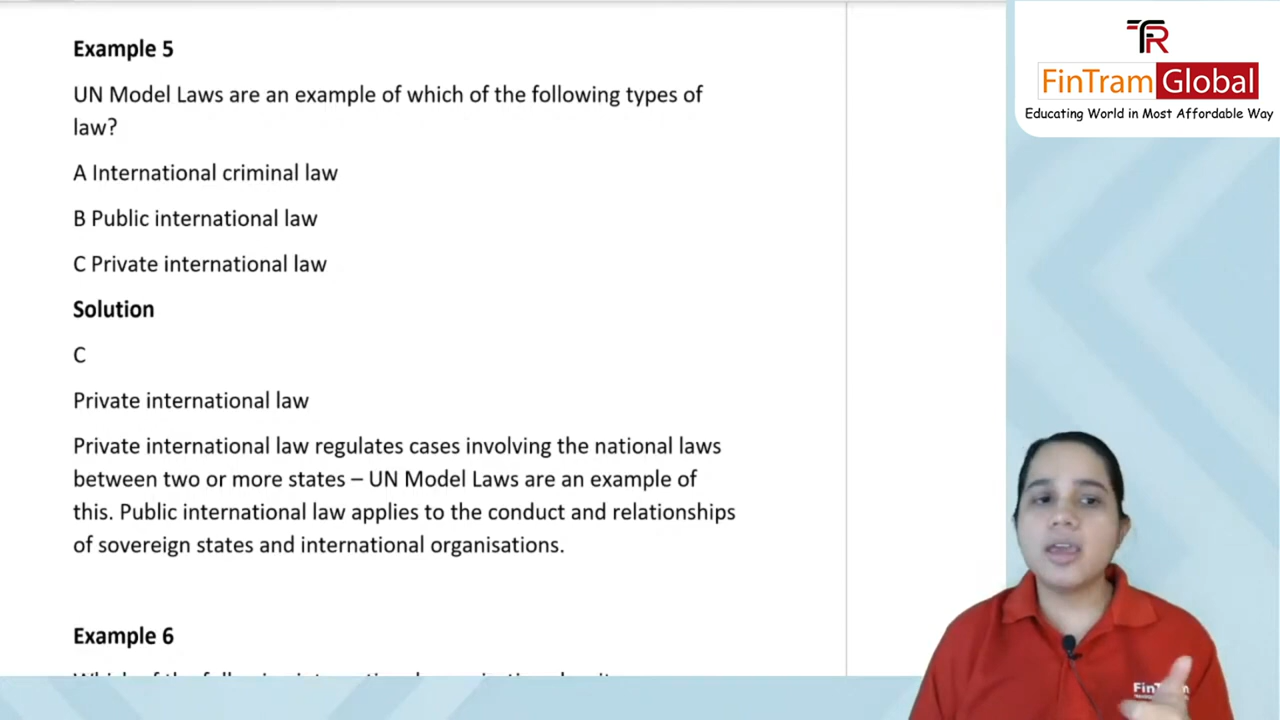 Example 5
UN Model Laws are an example of which of the following types of
law?
A International criminal law
B Public international law
C Private international law
Solution
C
Private international law
Private international law regulates cases involving the national laws
between two or more states – UN Model Laws are an example of
this. Public international law applies to the conduct and relationships
of sovereign states and international organisations.
Example 6
FinTram Global
Educating World in Most Affordable Way